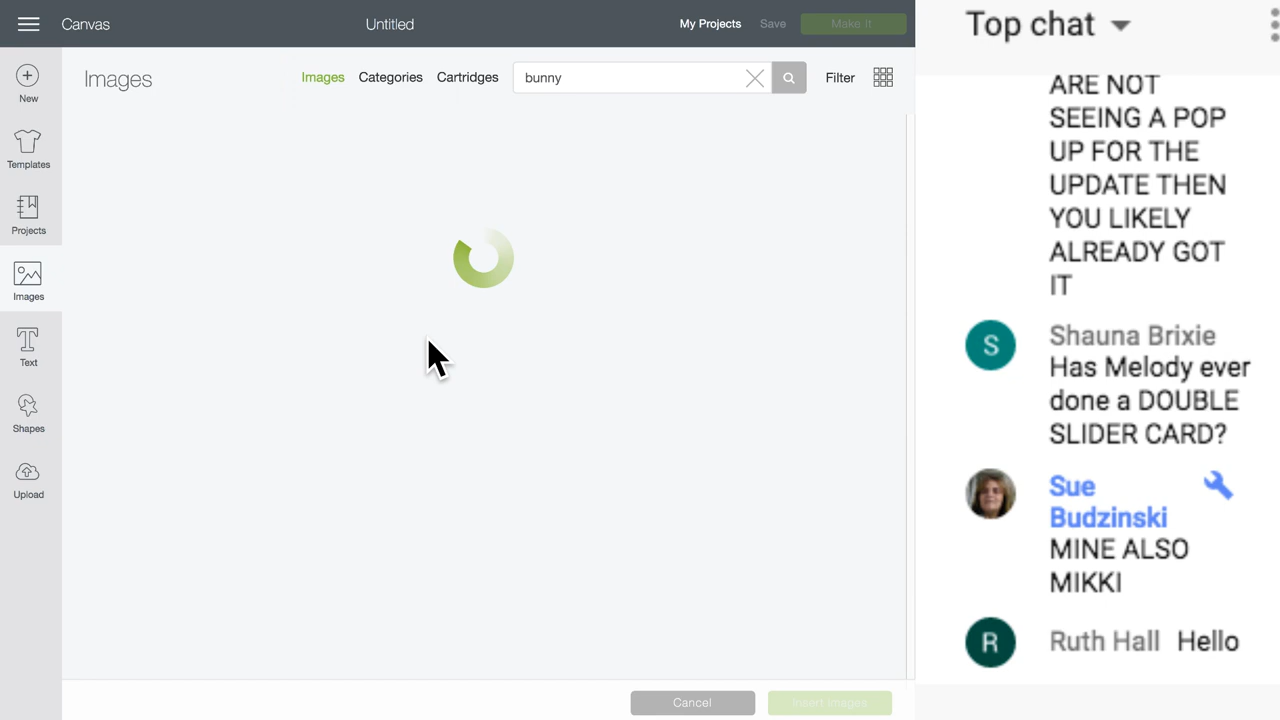 Canvas
Untitled
My Projects
Save
Make It
New
Templates
Projects
Images
Text
Shapes
Upload
Images
Images
Categories
Cartridges
bunny
Filter
Cancel
Insert Images
Top chat
ARE NOT
SEEING A POP
UP FOR THE
UPDATE THEN
YOU LIKELY
ALREADY GOT
IT
S
Shauna Brixie
Has Melody ever
done a DOUBLE
SLIDER CARD?
Sue
Budzinski
MINE ALSO
MIKKI
R
Ruth Hall Hello